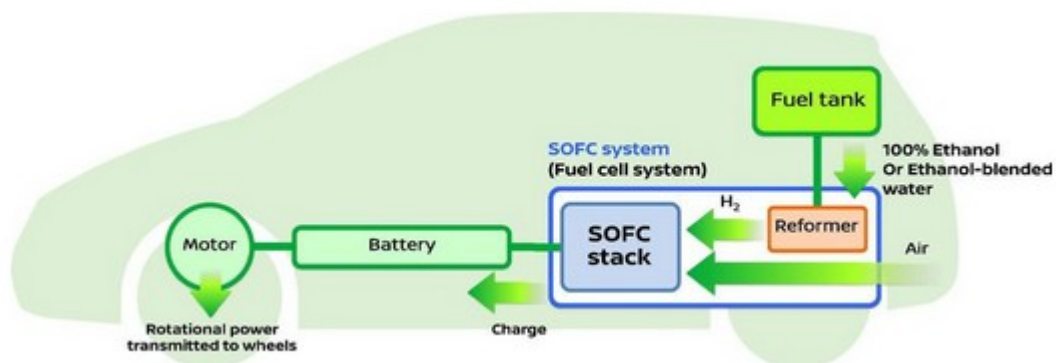 Fuel tank
SOFC system
(Fuel cell system)
100% Ethanol
Or Ethanol-blended
water
H₂
Reformer
Motor
Battery
SOFC
stack
Air
Charge
Rotational power
transmitted to wheels